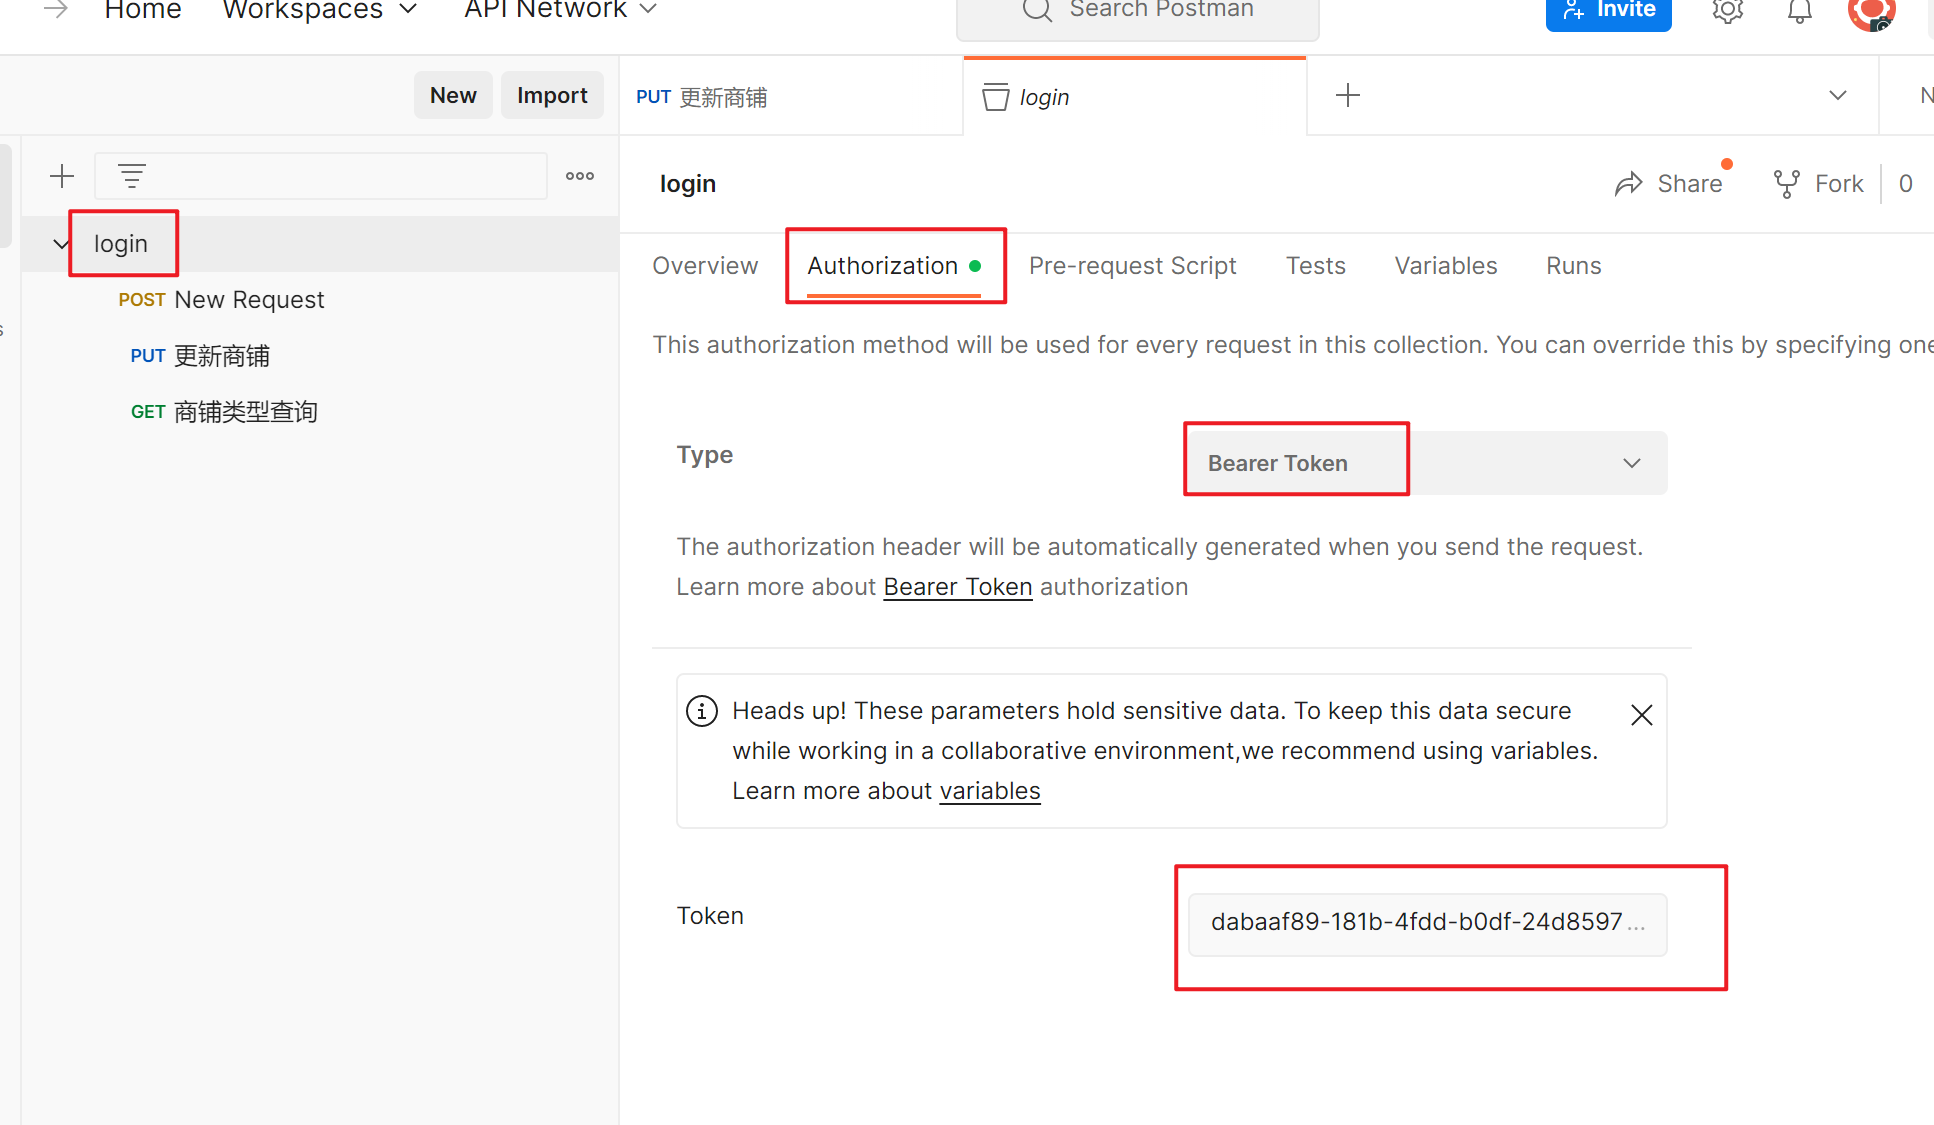 Home Workspaces API Network Search Postman Invite
New Import PUT 更新商铺 login N
login Share Fork 0
login
Overview Authorization Pre-request Script Tests Variables Runs
POST New Request
PUT 更新商铺
GET 商铺类型查询
This authorization method will be used for every request in this collection. You can override this by specifying one
Type Bearer Token
The authorization header will be automatically generated when you send the request.
Learn more about Bearer Token authorization
Heads up! These parameters hold sensitive data. To keep this data secure
while working in a collaborative environment,we recommend using variables.
Learn more about variables
Token dabaaf89-181b-4fdd-b0df-24d8597...